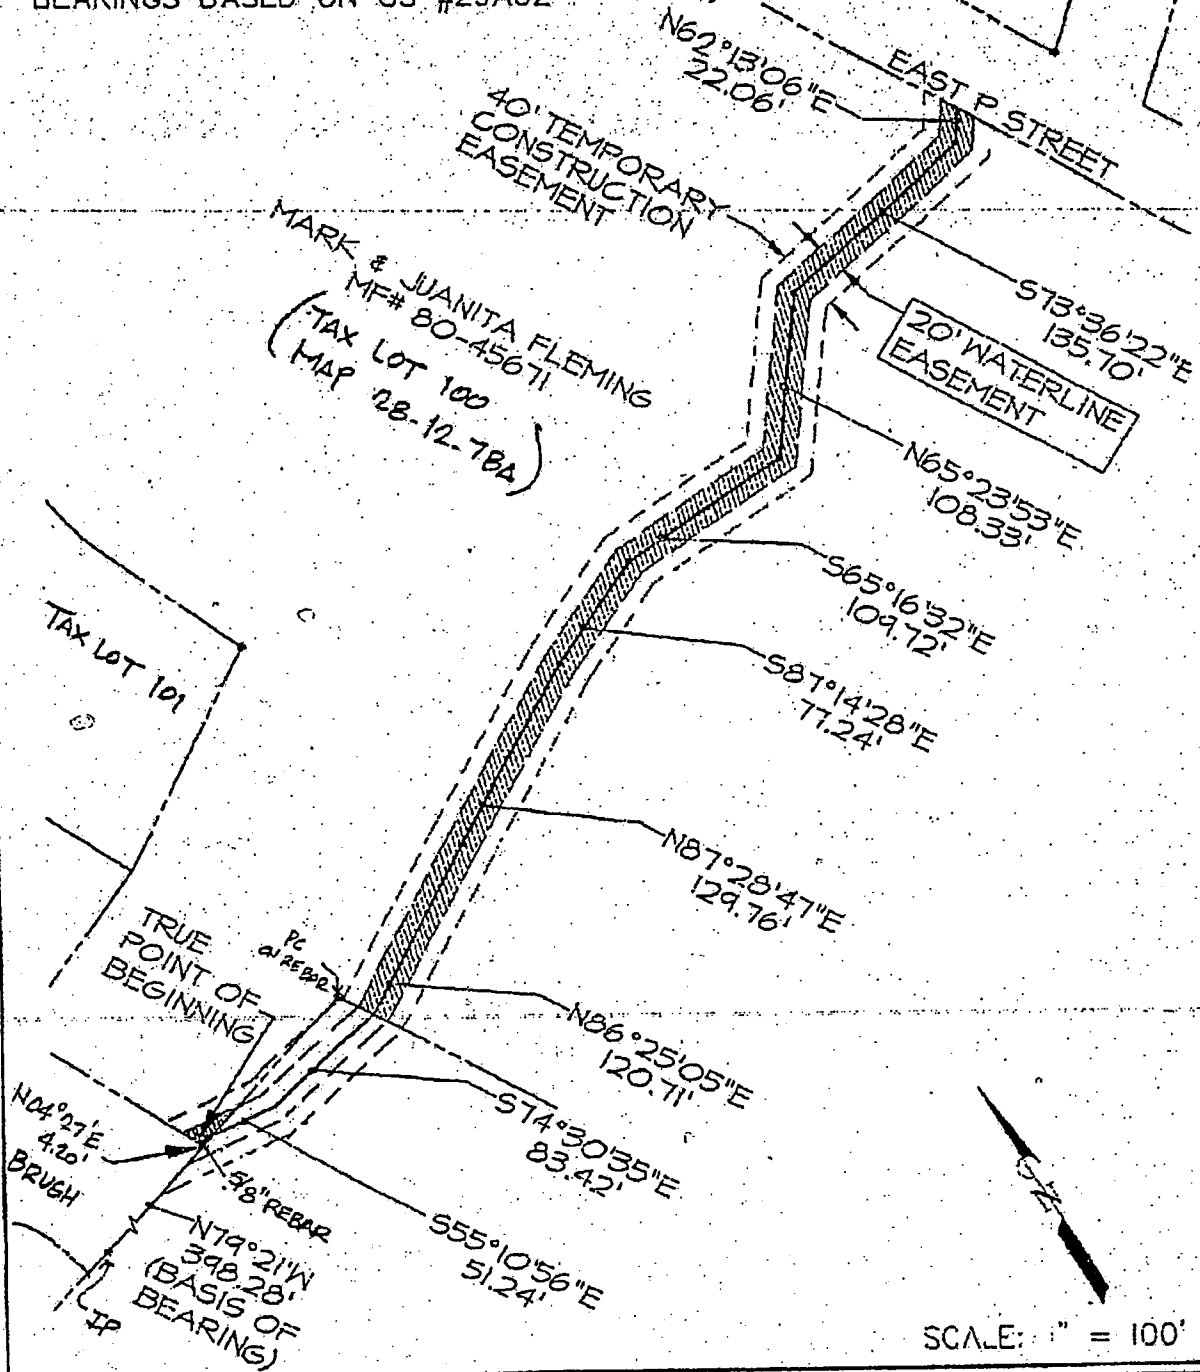 BEARINGS BASED ON CS #29A62
N62°13'06"E
22.06'
EAST P STREET
40' TEMPORARY
CONSTRUCTION
EASEMENT
MARK & JUANITA FLEMING
MF# 80-45671
(TAX LOT 100
MAP 28-12-7BA)
S73°36'22"E
135.70'
20' WATERLINE
EASEMENT
N65°23'53"E
108.33'
S65°16'32"E
109.72'
S87°14'28"E
77.24'
TAX LOT 101
N87°28'47"E
129.76'
TRUE
POINT OF
BEGINNING
PC
ON REBAR
N86°25'05"E
120.71'
S74°30'35"E
83.42'
N04°27'E
4.20'
BRUSH
5/8" REBAR
S55°10'56"E
51.24'
N79°21'W
398.28'
(BASIS OF
BEARING)
IP
SCALE: 1" = 100'